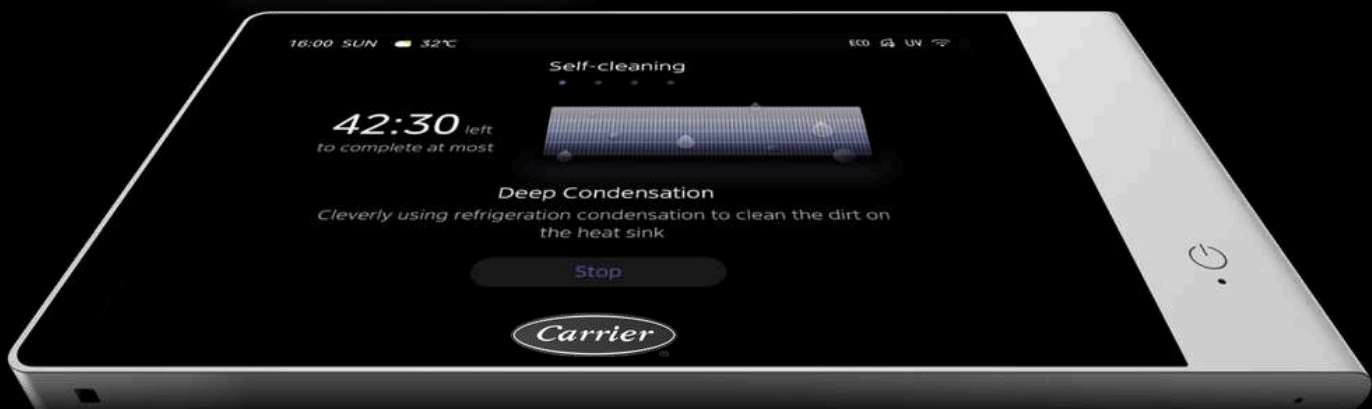 16:00 SUN 32℃ ECO UV
Self-cleaning
42:30 left
to complete at most
Deep Condensation
Cleverly using refrigeration condensation to clean the dirt on
the heat sink
Stop
Carrier